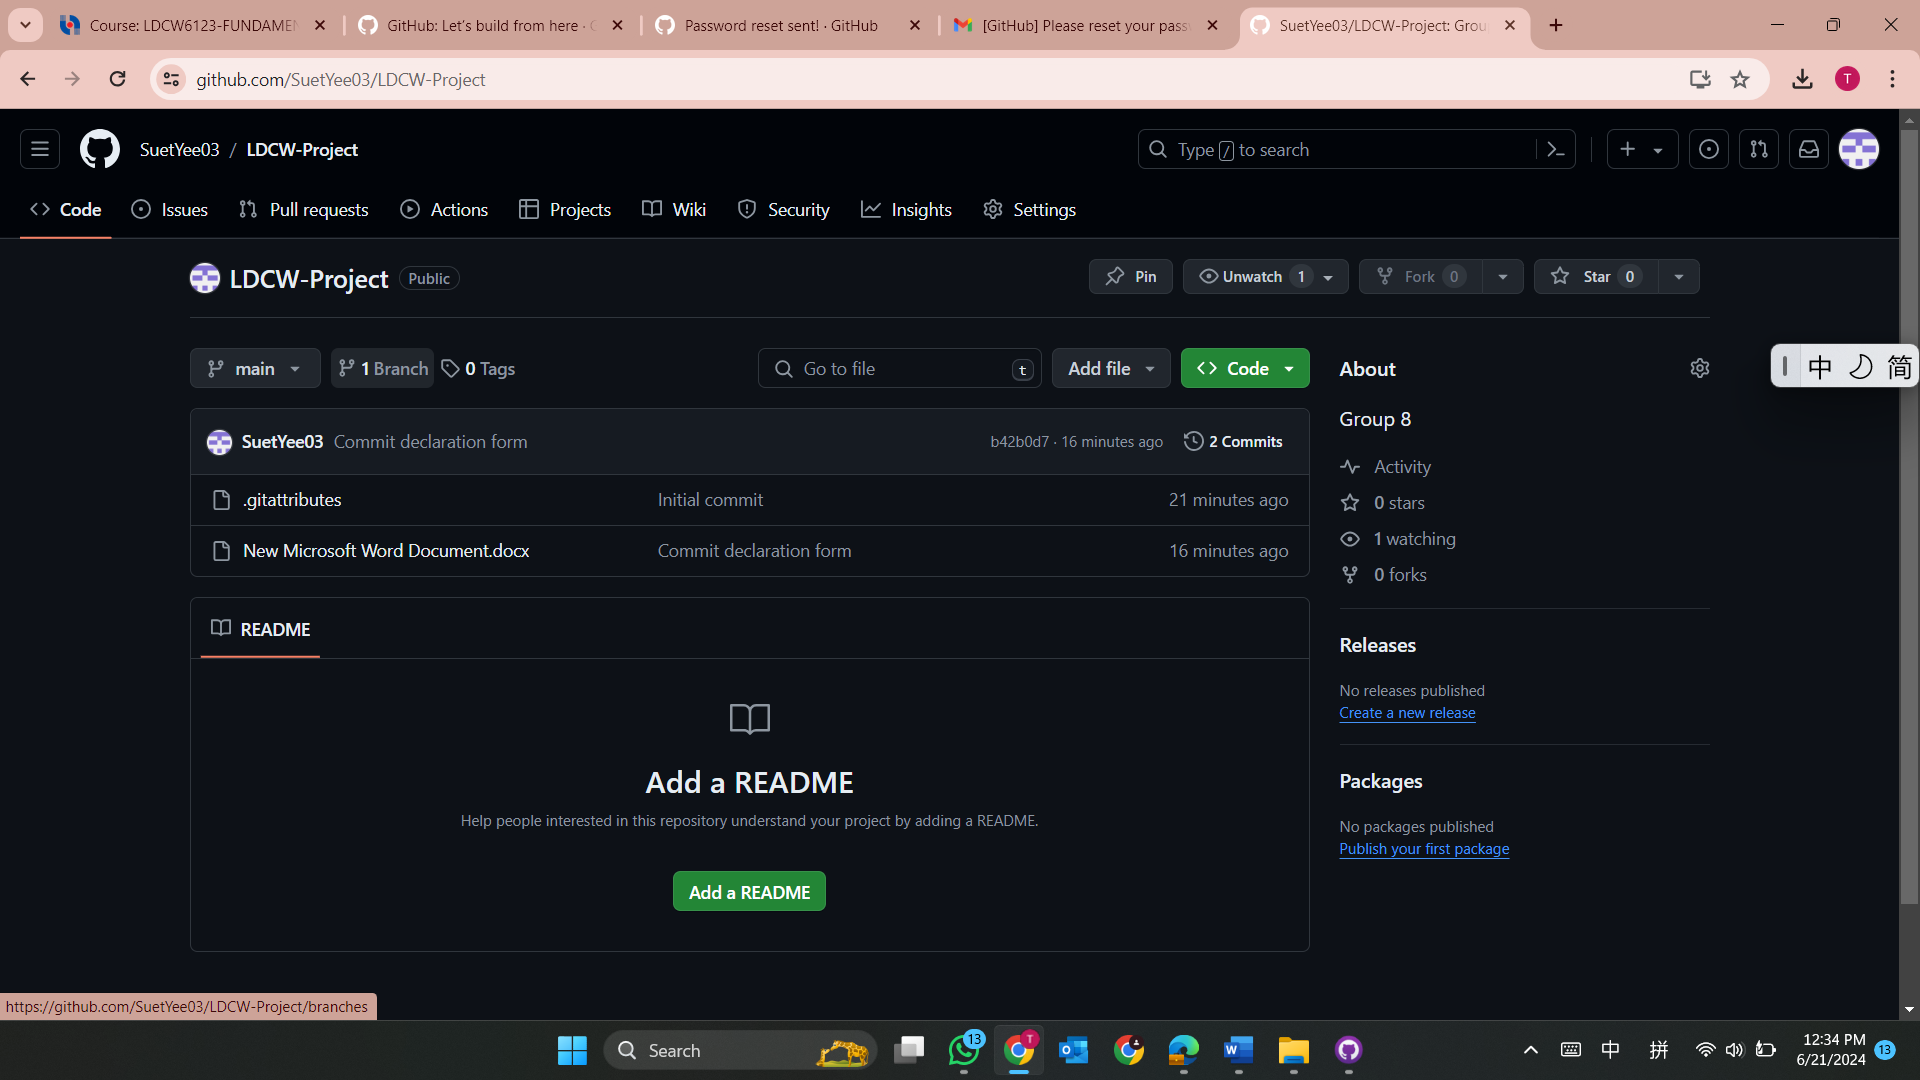 Course: LDCW6123-FUNDAMEN
GitHub: Let's build from here · G
Password reset sent! · GitHub
[GitHub] Please reset your pass
SuetYee03/LDCW-Project: Grou
github.com/SuetYee03/LDCW-Project
T
SuetYee03 / LDCW-Project
Type / to search
Code
Issues
Pull requests
Actions
Projects
Wiki
Security
Insights
Settings
LDCW-Project Public
Pin
Unwatch 1
Fork 0
Star 0
main
1 Branch
0 Tags
Go to file t
Add file
Code
About
中 简
Group 8
SuetYee03 Commit declaration form b42b0d7 · 16 minutes ago 2 Commits
.gitattributes Initial commit 21 minutes ago
New Microsoft Word Document.docx Commit declaration form 16 minutes ago
Activity
0 stars
1 watching
0 forks
README
Releases
No releases published
Create a new release
Add a README
Help people interested in this repository understand your project by adding a README.
Add a README
Packages
No packages published
Publish your first package
https://github.com/SuetYee03/LDCW-Project/branches
Search
13
T
中
拼
12:34 PM
6/21/2024
13